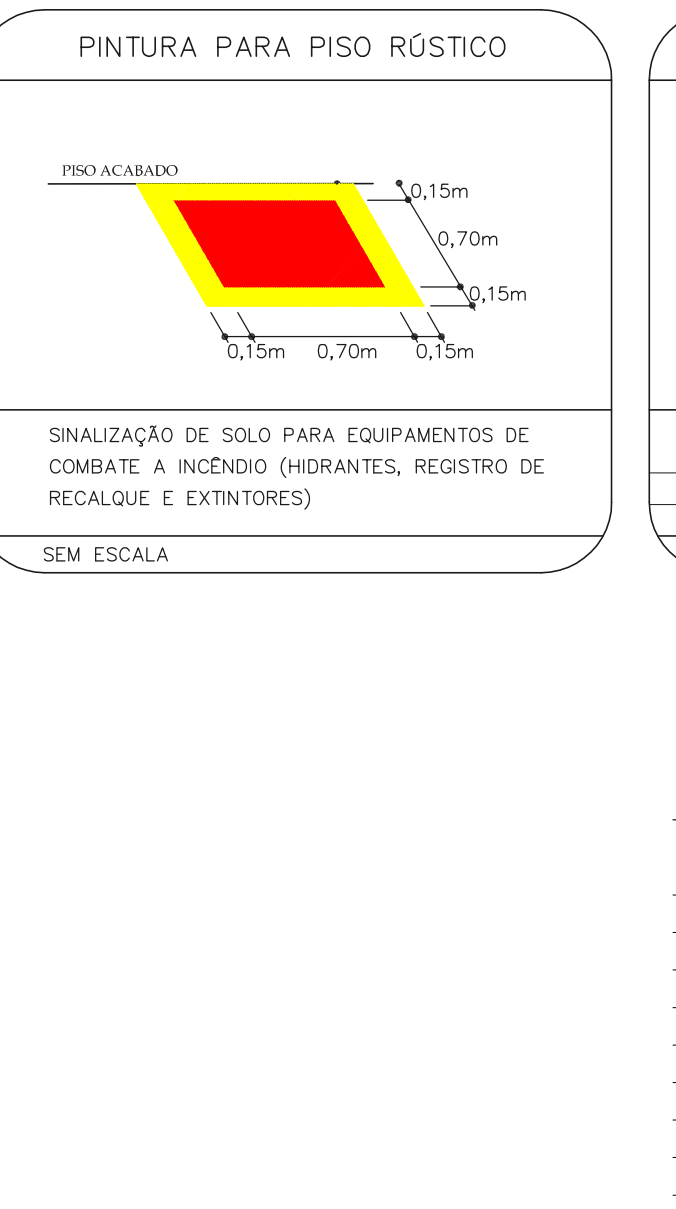 PINTURA PARA PISO RÚSTICO
PISO ACABADO
0,15m
0,70m
0,15m
0,15m 0,70m 0,15m
SINALIZAÇÃO DE SOLO PARA EQUIPAMENTOS DE
COMBATE A INCÊNDIO (HIDRANTES, REGISTRO DE
RECALQUE E EXTINTORES)
SEM ESCALA